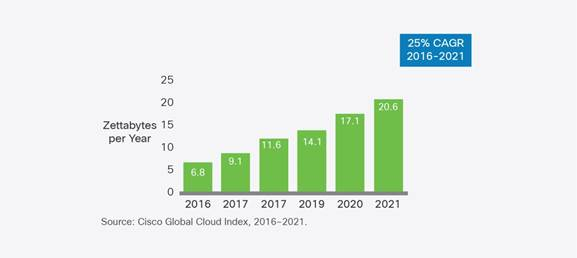 25% CAGR
2016-2021
25
20
15
10
5
0
Zettabytes
per Year
6.8
9.1
11.6
14.1
17.1
20.6
2016 2017 2017 2019 2020 2021
Source: Cisco Global Cloud Index, 2016–2021.